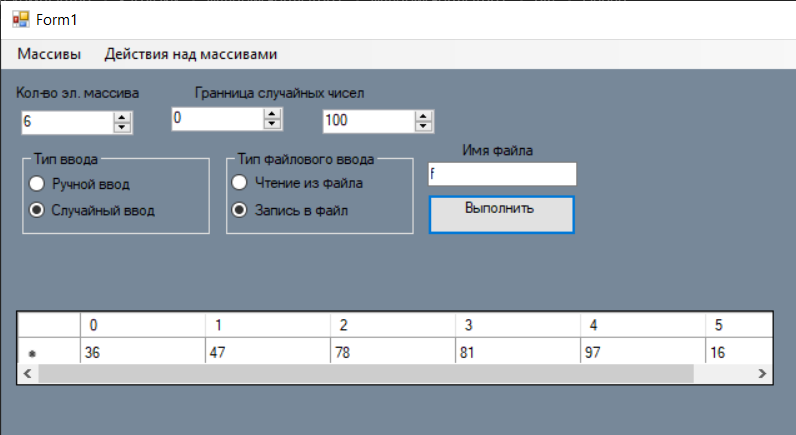 Form1
Массивы Действия над массивами
Кол-во эл. массива Гранница случайных чисел
6 0 100
Тип ввода Тип файлового ввода Имя файла
Ручной ввод Чтение из файла f
Случайный ввод Запись в файл Выполнить
0 1 2 3 4 5
* 36 47 78 81 97 16